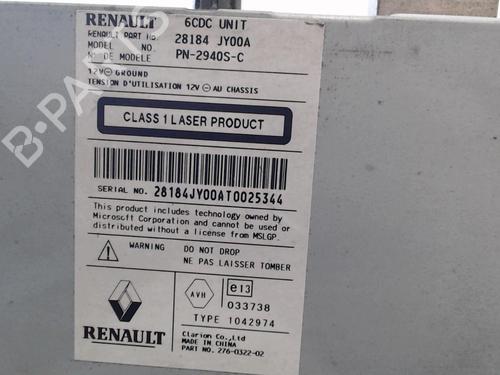 RENAULT 6CDC UNIT
RENAULT PART NO. 28184 JY00A
MODEL NO. PN-2940S-C
N° DE MODELE
12V⎓ GROUND
TENSION D'UTILISATION 12V⎓ AU CHASSIS
CLASS 1 LASER PRODUCT
SERIAL NO. 28184JY00AT0025344
This product includes technology owned by
Microsoft Corporation and cannot be used or
distributed without a license from MSLGP.
WARNING DO NOT DROP
NE PAS LAISSER TOMBER
AVH
e13
033738
TYPE 1042974
RENAULT
Clarion Co.,Ltd
MADE IN CHINA
PART NO. 276-0322-02
B-PARTS